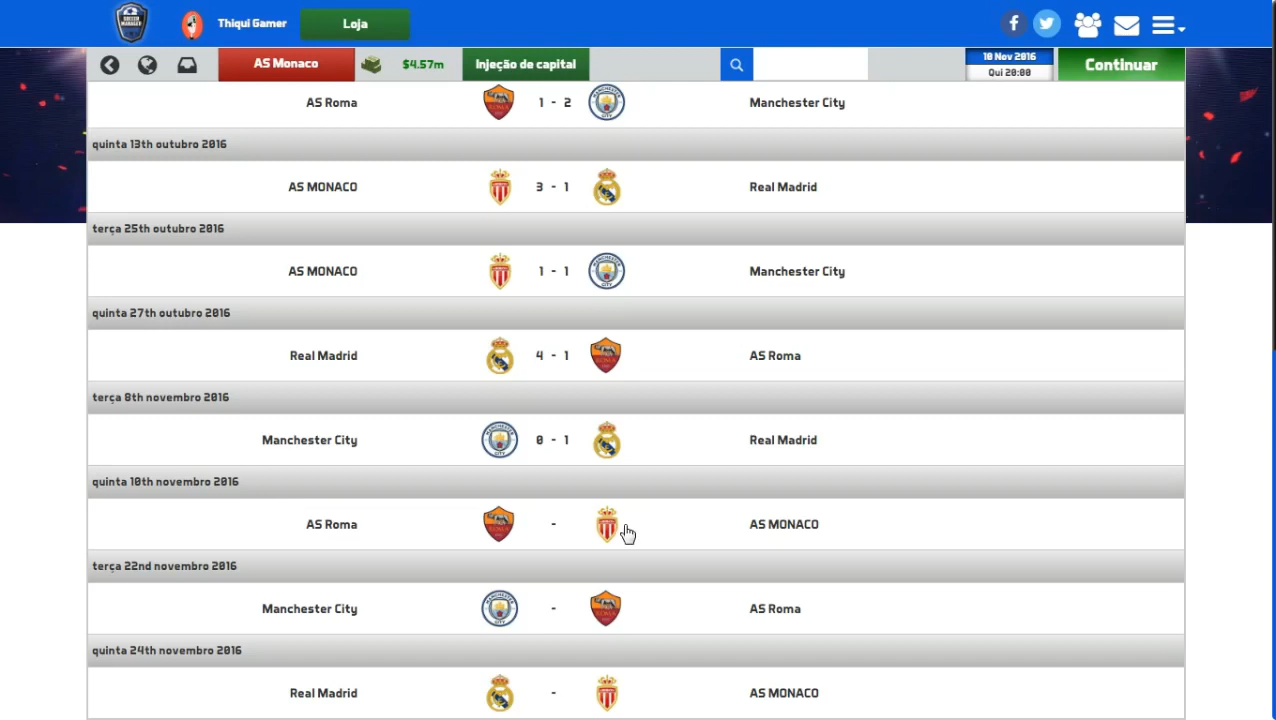 SOCCER MANAGER
Thiqui Gamer
Loja
AS Monaco
$4.57m
Injeção de capital
10 Nov 2016
Qui 20:00
Continuar
AS Roma 1 - 2 Manchester City
quinta 13th outubro 2016
AS MONACO 3 - 1 Real Madrid
terça 25th outubro 2016
AS MONACO 1 - 1 Manchester City
quinta 27th outubro 2016
Real Madrid 4 - 1 AS Roma
terça 8th novembro 2016
Manchester City 0 - 1 Real Madrid
quinta 10th novembro 2016
AS Roma - AS MONACO
terça 22nd novembro 2016
Manchester City - AS Roma
quinta 24th novembro 2016
Real Madrid - AS MONACO